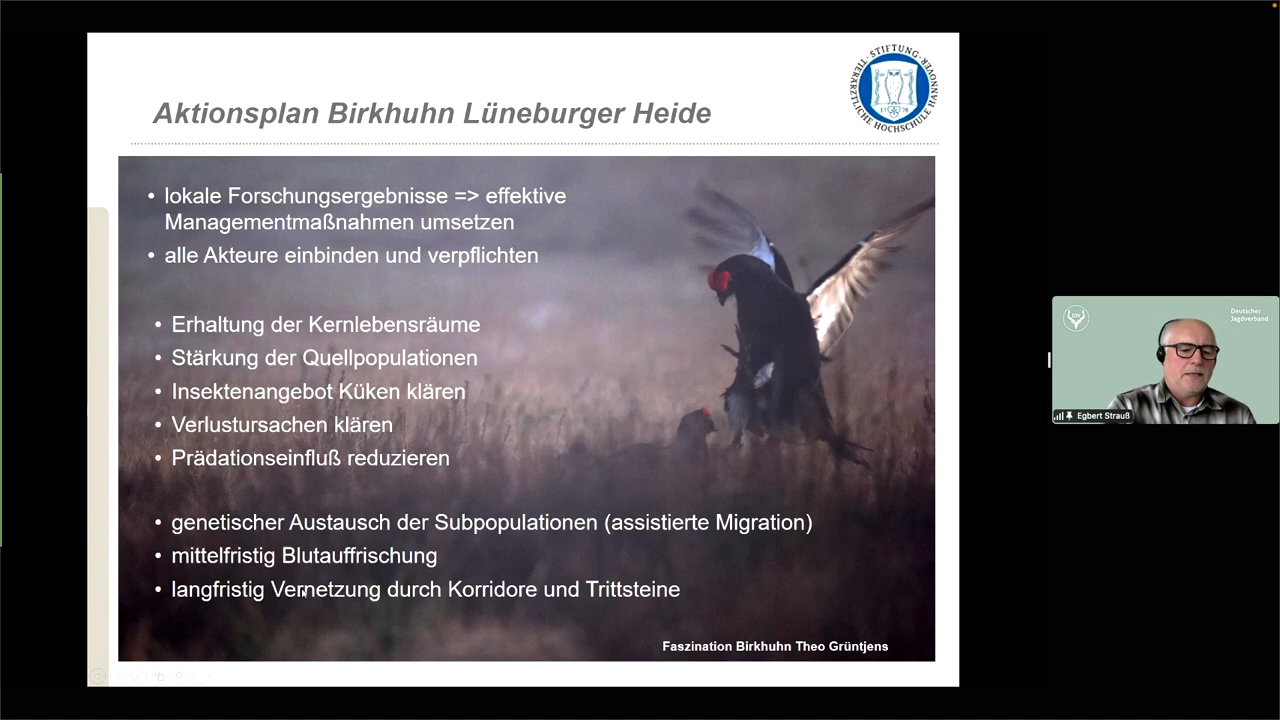 STIFTUNG
TIERÄRZTLICHE HOCHSCHULE HANNOVER
1778
Aktionsplan Birkhuhn Lüneburger Heide
• lokale Forschungsergebnisse => effektive
Managementmaßnahmen umsetzen
• alle Akteure einbinden und verpflichten
• Erhaltung der Kernlebensräume
• Stärkung der Quellpopulationen
• Insektenangebot Küken klären
• Verlustursachen klären
• Prädationseinfluß reduzieren
• genetischer Austausch der Subpopulationen (assistierte Migration)
• mittelfristig Blutauffrischung
• langfristig Vernetzung durch Korridore und Trittsteine
Faszination Birkhuhn Theo Grüntjens
DJV
Deutscher
Jagdverband
Egbert Strauß